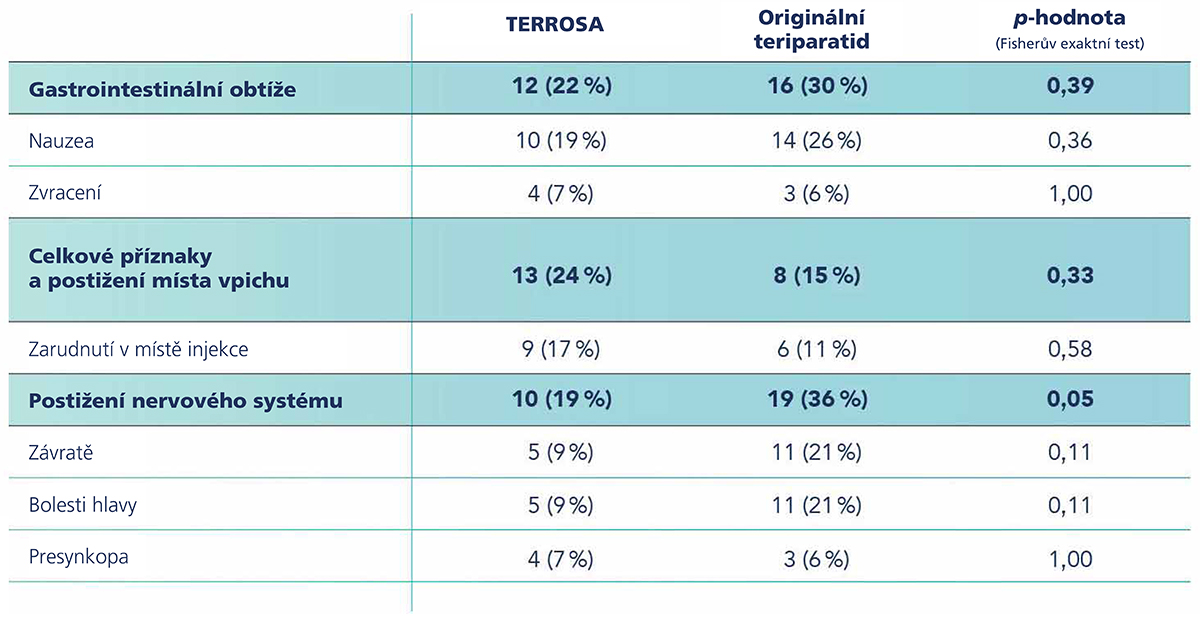 TERROSA Originální teriparatid p-hodnota (Fisherův exaktní test)
Gastrointestinální obtíže 12 (22 %) 16 (30 %) 0,39
Nauzea 10 (19 %) 14 (26 %) 0,36
Zvracení 4 (7 %) 3 (6 %) 1,00
Celkové příznaky
a postižení místa vpichu 13 (24 %) 8 (15 %) 0,33
Zarudnutí v místě injekce 9 (17 %) 6 (11 %) 0,58
Postižení nervového systému 10 (19 %) 19 (36 %) 0,05
Závratě 5 (9 %) 11 (21 %) 0,11
Bolesti hlavy 5 (9 %) 11 (21 %) 0,11
Presynkopa 4 (7 %) 3 (6 %) 1,00